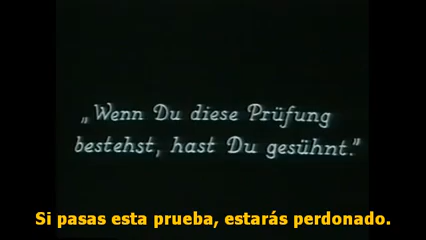 „Wenn Du diese Prüfung
bestehst, hast Du gesühnt.”
Si pasas esta prueba, estarás perdonado.